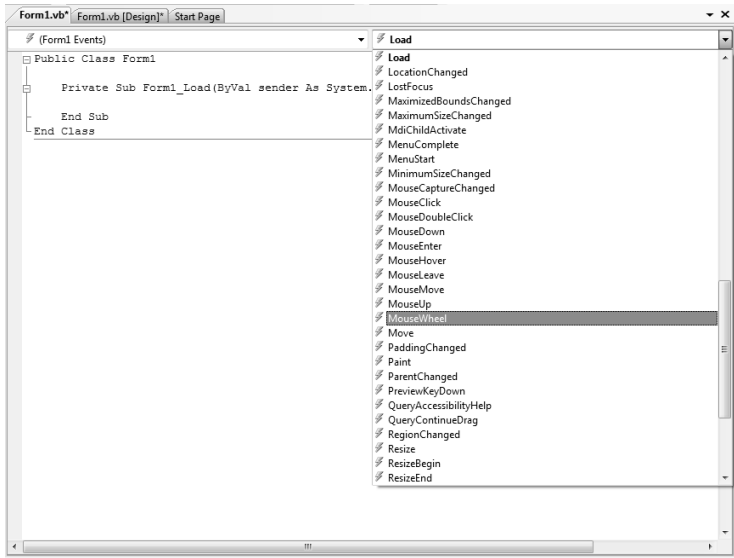 Form1.vb* Form1.vb [Design]* Start Page
(Form1 Events) Load
Public Class Form1
Private Sub Form1_Load(ByVal sender As System.
End Sub
End Class
Load
LocationChanged
LostFocus
MaximizedBoundsChanged
MaximumSizeChanged
MdiChildActivate
MenuComplete
MenuStart
MinimumSizeChanged
MouseCaptureChanged
MouseClick
MouseDoubleClick
MouseDown
MouseEnter
MouseHover
MouseLeave
MouseMove
MouseUp
MouseWheel
Move
PaddingChanged
Paint
ParentChanged
PreviewKeyDown
QueryAccessibilityHelp
QueryContinueDrag
RegionChanged
Resize
ResizeBegin
ResizeEnd